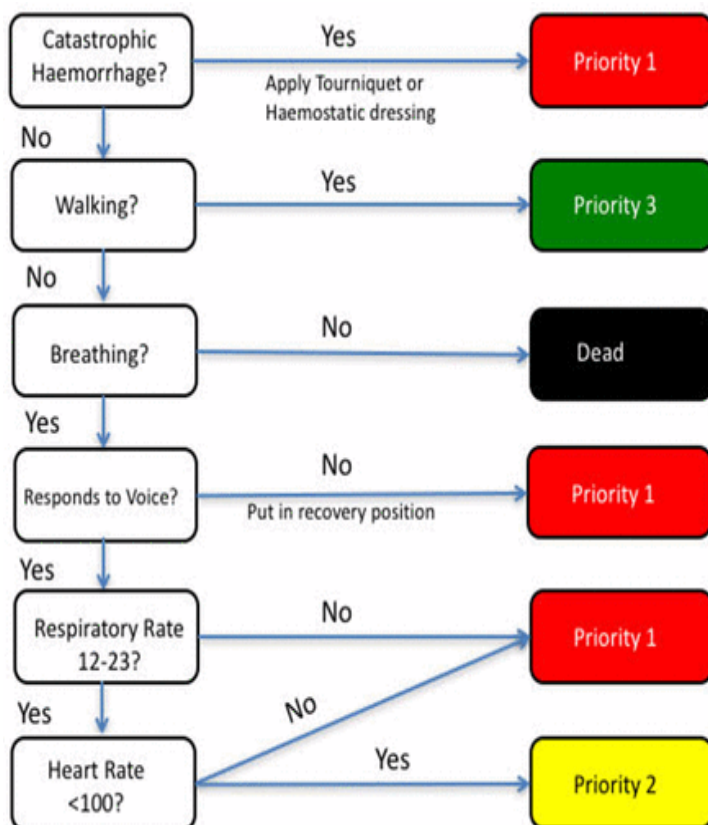 Catastrophic
Haemorrhage?
Yes
Apply Tourniquet or
Haemostatic dressing
Priority 1
No
Walking?
Yes
Priority 3
No
Breathing?
No
Dead
Yes
Responds to Voice?
No
Put in recovery position
Priority 1
Yes
Respiratory Rate
12-23?
No
Priority 1
Yes
No
Heart Rate
<100?
Yes
Priority 2